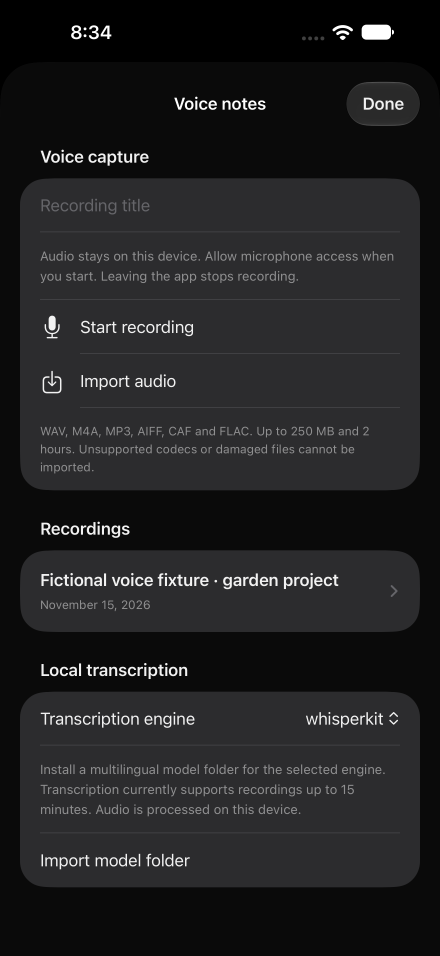 8:34
Voice notes
Done
Voice capture
Recording title
Audio stays on this device. Allow microphone access when
you start. Leaving the app stops recording.
Start recording
Import audio
WAV, M4A, MP3, AIFF, CAF and FLAC. Up to 250 MB and 2
hours. Unsupported codecs or damaged files cannot be
imported.
Recordings
Fictional voice fixture · garden project
November 15, 2026
Local transcription
Transcription engine
whisperkit
Install a multilingual model folder for the selected engine.
Transcription currently supports recordings up to 15
minutes. Audio is processed on this device.
Import model folder